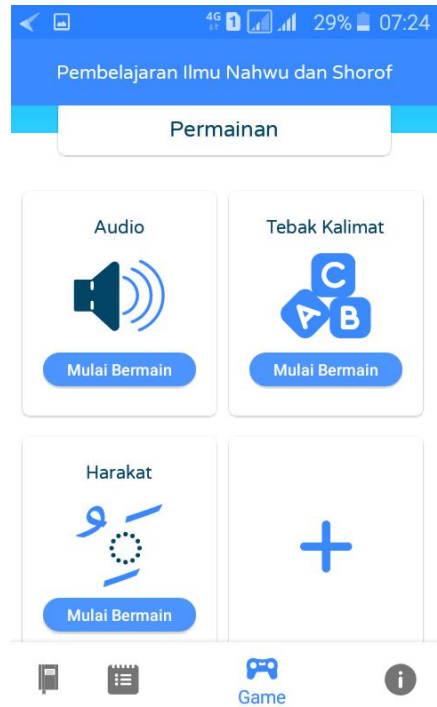 4G 1 29% 07:24
Pembelajaran Ilmu Nahwu dan Shorof
Permainan
Audio
Tebak Kalimat
C
A B
Mulai Bermain
Mulai Bermain
Harakat
Mulai Bermain
Game